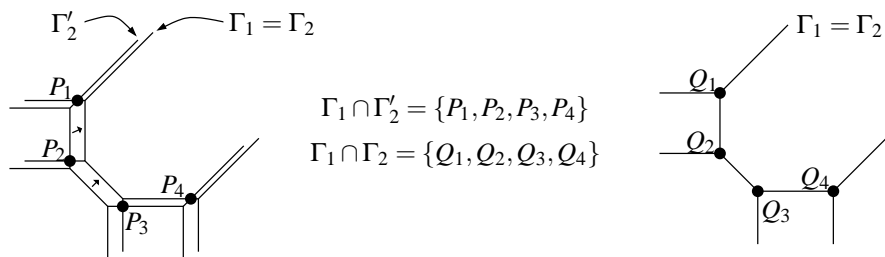 Γ′₂
Γ₁ = Γ₂
P₁
P₂
P₃
P₄
Γ₁ ∩ Γ′₂ = {P₁, P₂, P₃, P₄}
Γ₁ ∩ Γ₂ = {Q₁, Q₂, Q₃, Q₄}
Γ₁ = Γ₂
Q₁
Q₂
Q₃
Q₄